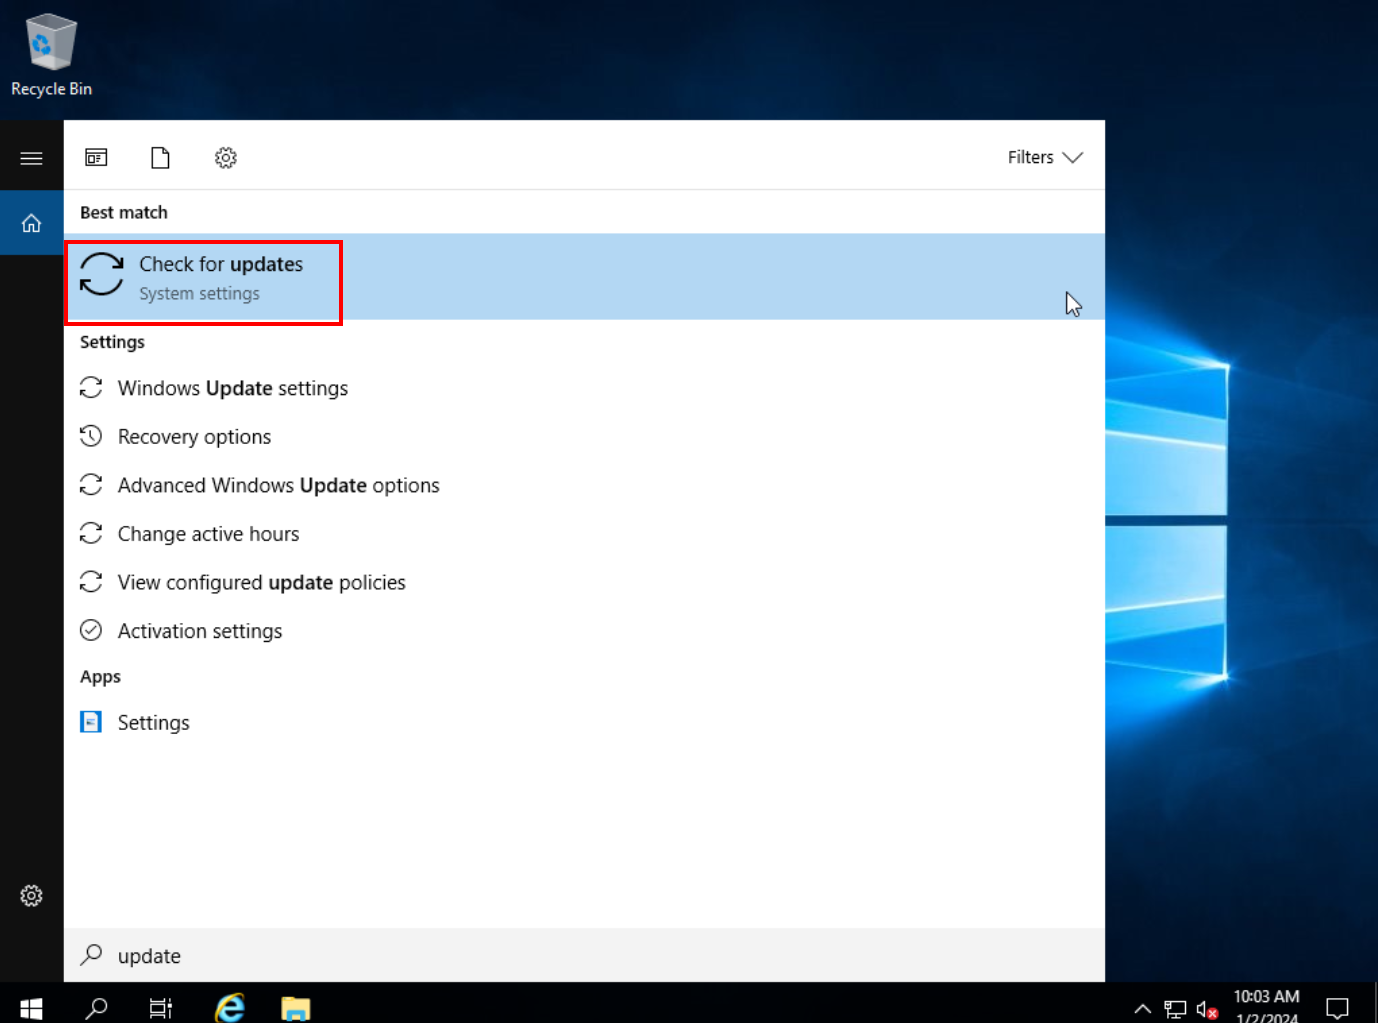 Recycle Bin
Filters
Best match
Check for updates
System settings
Settings
Windows Update settings
Recovery options
Advanced Windows Update options
Change active hours
View configured update policies
Activation settings
Apps
Settings
update
10:03 AM
1/2/2024